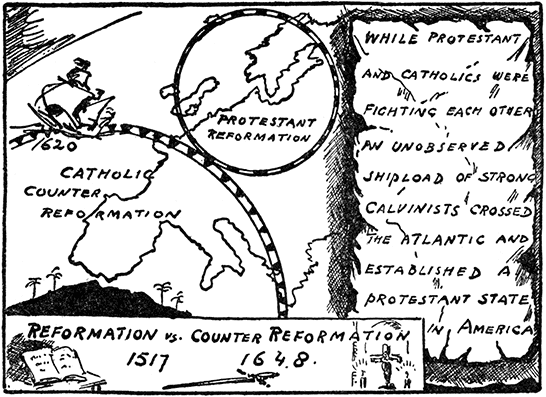 1620
PROTESTANT
REFORMATION
CATHOLIC
COUNTER
REFORMATION
WHILE PROTESTANT
AND CATHOLICS WERE
FIGHTING EACH OTHER
AN UNOBSERVED
SHIPLOAD OF STRONG
CALVINISTS CROSSED
THE ATLANTIC AND
ESTABLISHED A
PROTESTANT STATE
IN AMERICA
REFORMATION VS. COUNTER REFORMATION
1517 1648.